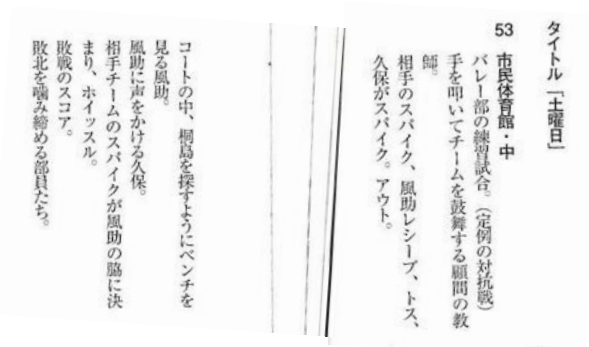 タイトル「土曜日」
53 市民体育館・中
バレー部の練習試合。(定例の対抗戦)
手を叩いてチームを鼓舞する顧問の教
師。
相手のスパイク、風助レシーブ、トス、
久保がスパイク。アウト。
コートの中、桐島を探すようにベンチを
見る風助。
風助に声をかける久保。
相手チームのスパイクが風助の脇に決
まり、ホイッスル。
敗戦のスコア。
敗北を噛み締める部員たち。